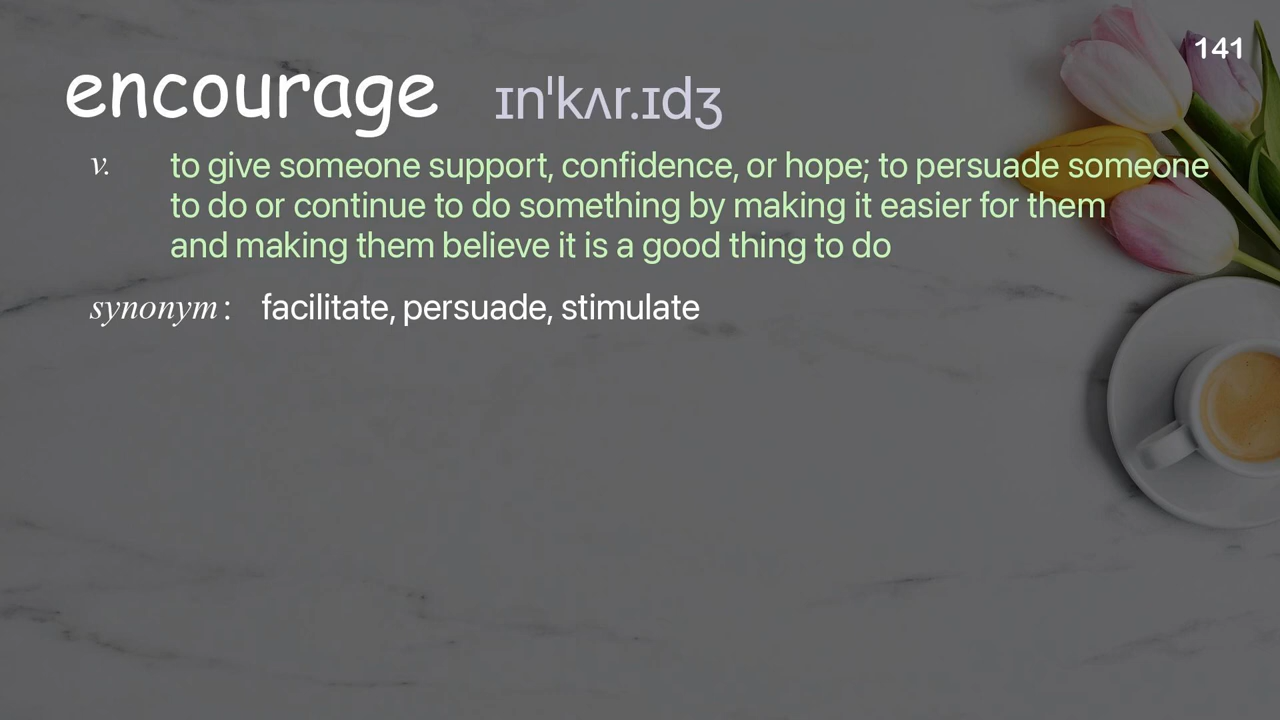 141
encourage ɪnˈkʌr.ɪdʒ
v. to give someone support, confidence, or hope; to persuade someone
to do or continue to do something by making it easier for them
and making them believe it is a good thing to do
synonym: facilitate, persuade, stimulate